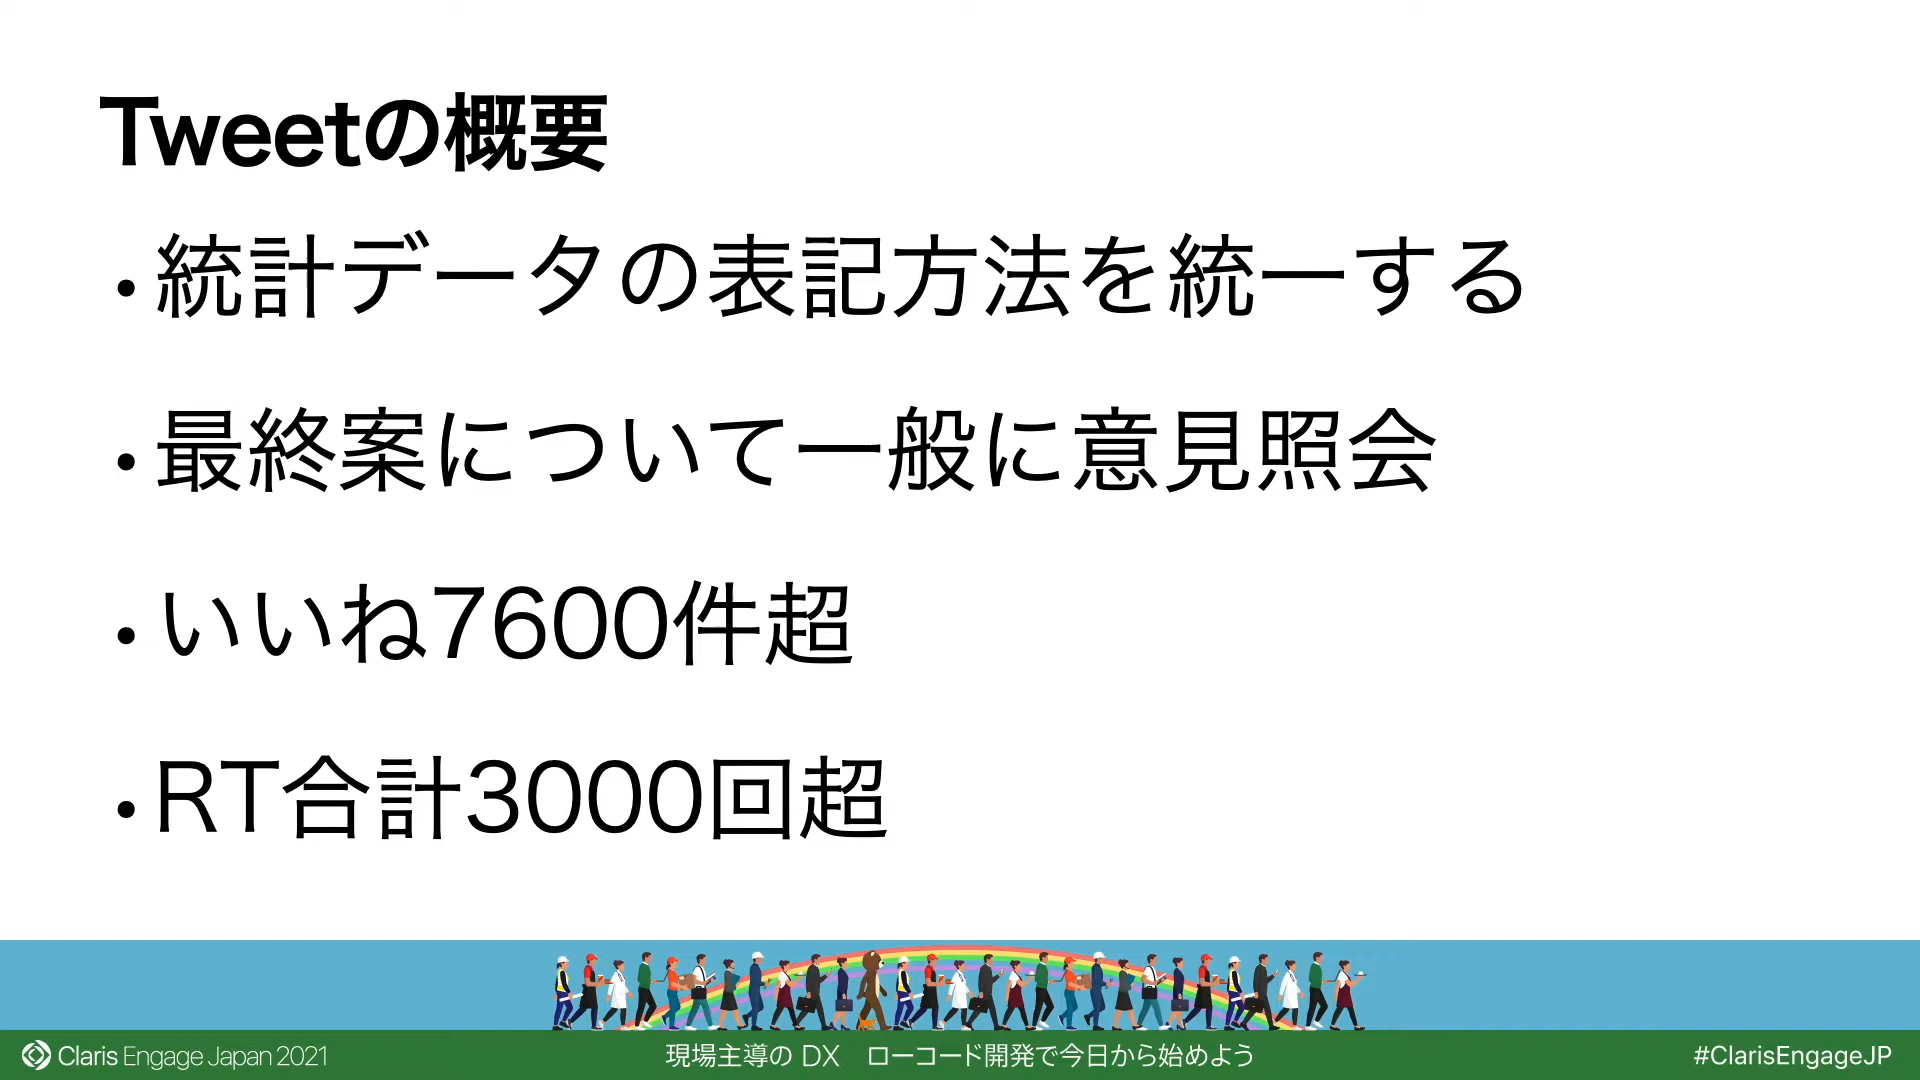 Tweetの概要
•統計データの表記方法を統一する
•最終案について一般に意見照会
•いいね7600件超
•RT合計3000回超
Claris Engage Japan 2021
現場主導の DX　ローコード開発で今日から始めよう
#ClarisEngageJP